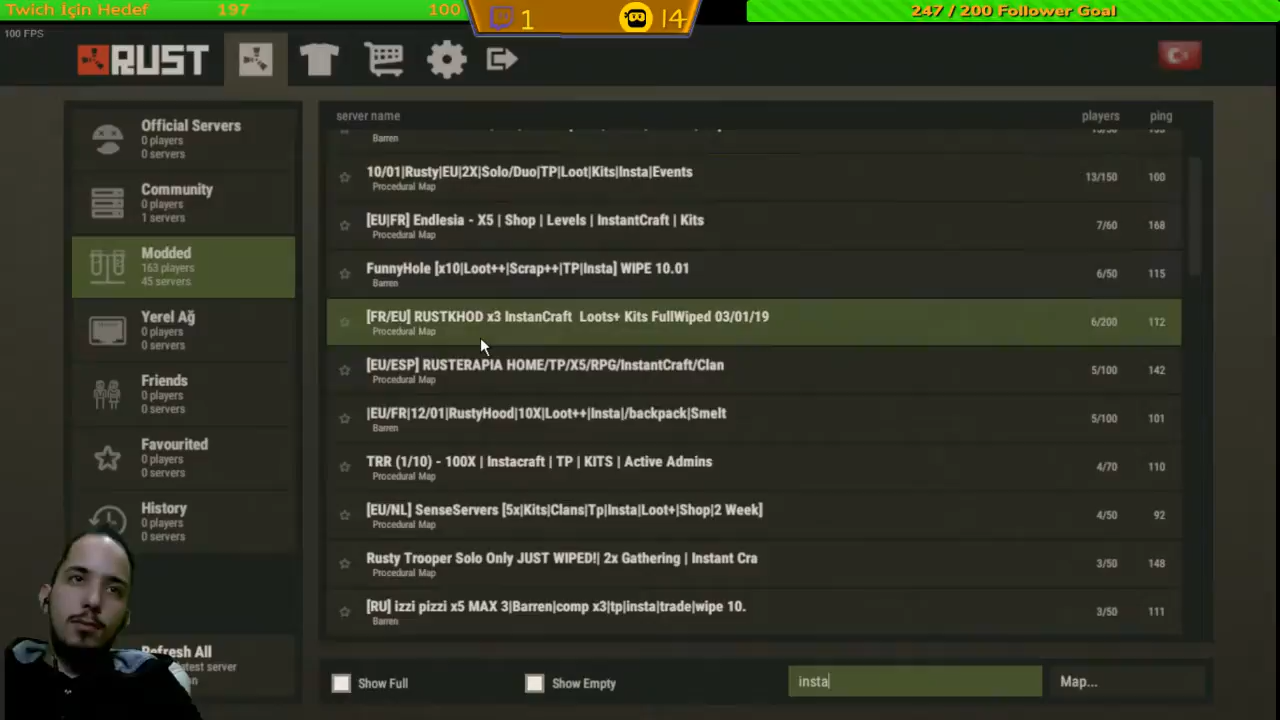 Twich İçin Hedef 197 100
1 14
247 / 200 Follower Goal
100 FPS
RUST
Official Servers
0 players
0 servers
Community
0 players
1 servers
Modded
163 players
45 servers
Yerel Ağ
0 players
0 servers
Friends
0 players
0 servers
Favourited
0 players
0 servers
History
0 players
0 servers
Refresh All
latest server
server name players ping
Barren
10/01|Rusty|EU|2X|Solo/Duo|TP|Loot|Kits|Insta|Events 13/150 100
Procedural Map
[EU|FR] Endlesia - X5 | Shop | Levels | InstantCraft | Kits 7/60 168
Procedural Map
FunnyHole [x10|Loot++|Scrap++|TP|Insta] WIPE 10.01 6/50 115
Barren
[FR/EU] RUSTKHOD x3 InstanCraft Loots+ Kits FullWiped 03/01/19 6/200 112
Procedural Map
[EU/ESP] RUSTERAPIA HOME/TP/X5/RPG/InstantCraft/Clan 5/100 142
Procedural Map
|EU/FR|12/01|RustyHood|10X|Loot++|Insta|/backpack|Smelt 5/100 101
Barren
TRR (1/10) - 100X | Instacraft | TP | KITS | Active Admins 4/70 110
Procedural Map
[EU/NL] SenseServers [5x|Kits|Clans|Tp|Insta|Loot+|Shop|2 Week] 4/50 92
Procedural Map
Rusty Trooper Solo Only JUST WIPED!| 2x Gathering | Instant Cra 3/50 148
Procedural Map
[RU] izzi pizzi x5 MAX 3|Barren|comp x3|tp|insta|trade|wipe 10. 3/50 111
Barren
Show Full Show Empty insta Map...